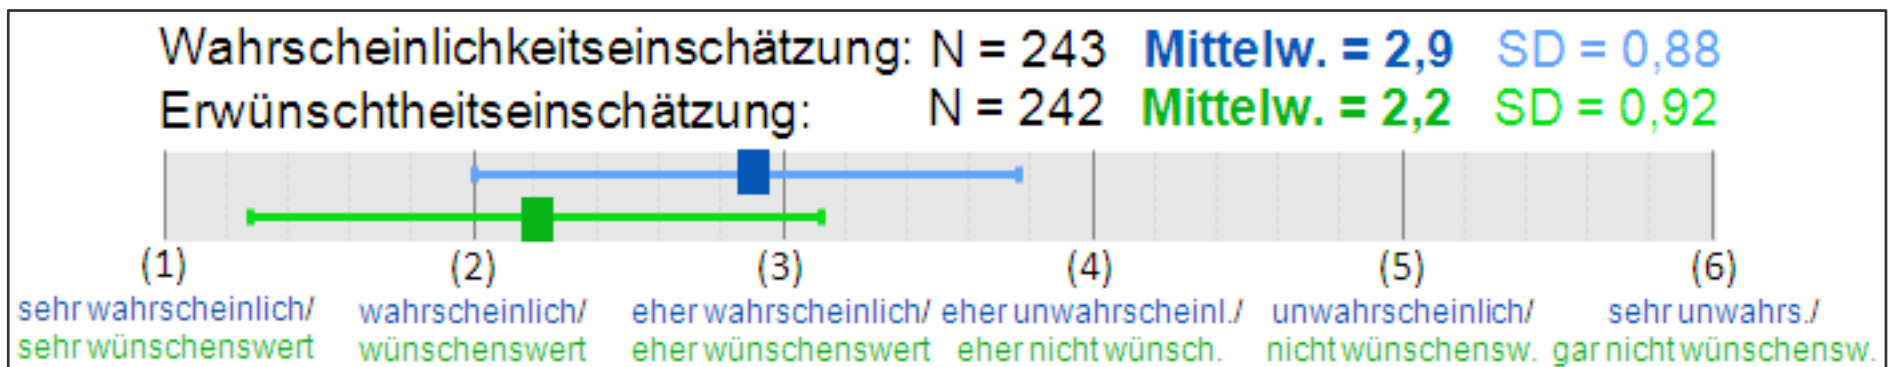 Wahrscheinlichkeitseinschätzung: N = 243 Mittelw. = 2,9 SD = 0,88
Erwünschtheitseinschätzung: N = 242 Mittelw. = 2,2 SD = 0,92
(1) (2) (3) (4) (5) (6)
sehr wahrscheinlich/ wahrscheinlich/ eher wahrscheinlich/ eher unwahrscheinl./ unwahrscheinlich/ sehr unwahrs./
sehr wünschenswert wünschenswert eher wünschenswert eher nicht wünsch. nicht wünschensw. gar nicht wünschensw.